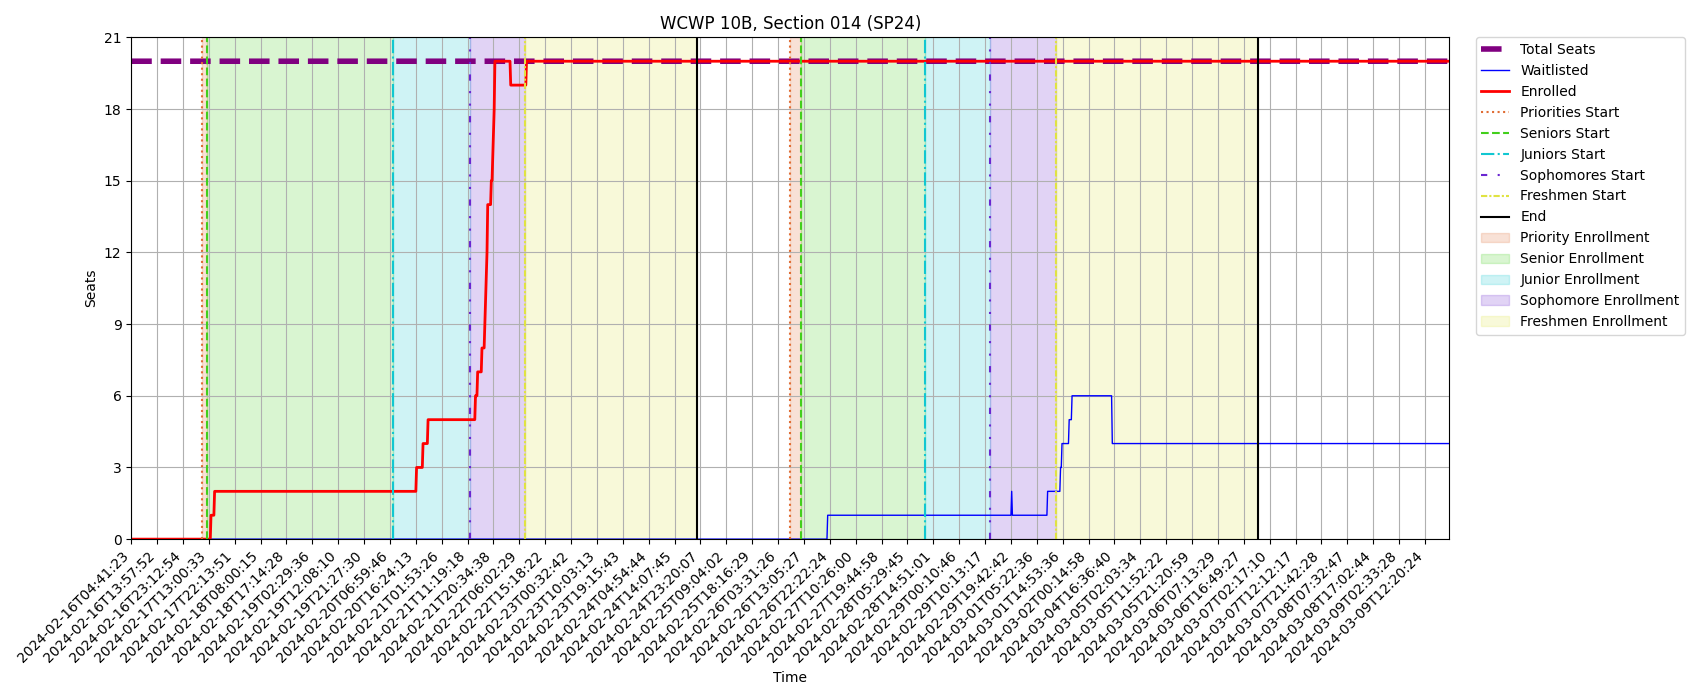 WCWP 10B, Section 014 (SP24)
Seats
21
18
15
12
9
6
3
0
2024-02-16T04:41:23
2024-02-16T13:57:52
2024-02-16T23:12:54
2024-02-17T13:00:33
2024-02-17T22:13:51
2024-02-18T08:00:15
2024-02-18T17:14:28
2024-02-19T02:29:36
2024-02-19T12:08:10
2024-02-19T21:27:30
2024-02-20T06:59:46
2024-02-20T16:24:13
2024-02-21T01:53:26
2024-02-21T11:19:18
2024-02-21T20:34:38
2024-02-22T06:02:29
2024-02-22T15:18:22
2024-02-23T00:32:42
2024-02-23T10:03:13
2024-02-23T19:15:43
2024-02-24T04:54:44
2024-02-24T14:07:45
2024-02-24T23:20:07
2024-02-25T09:04:02
2024-02-25T18:16:29
2024-02-26T03:31:26
2024-02-26T13:05:27
2024-02-26T22:22:24
2024-02-27T10:26:00
2024-02-27T19:44:58
2024-02-28T05:29:45
2024-02-28T14:51:01
2024-02-29T00:10:46
2024-02-29T10:13:17
2024-02-29T19:42:42
2024-03-01T05:22:36
2024-03-01T14:53:36
2024-03-02T00:14:58
2024-03-04T16:36:40
2024-03-05T02:03:34
2024-03-05T11:52:22
2024-03-05T21:20:59
2024-03-06T07:13:29
2024-03-06T16:49:27
2024-03-07T02:17:10
2024-03-07T12:12:17
2024-03-07T21:42:28
2024-03-08T07:32:47
2024-03-08T17:02:44
2024-03-09T02:33:28
2024-03-09T12:20:24
Time
Total Seats
Waitlisted
Enrolled
Priorities Start
Seniors Start
Juniors Start
Sophomores Start
Freshmen Start
End
Priority Enrollment
Senior Enrollment
Junior Enrollment
Sophomore Enrollment
Freshmen Enrollment